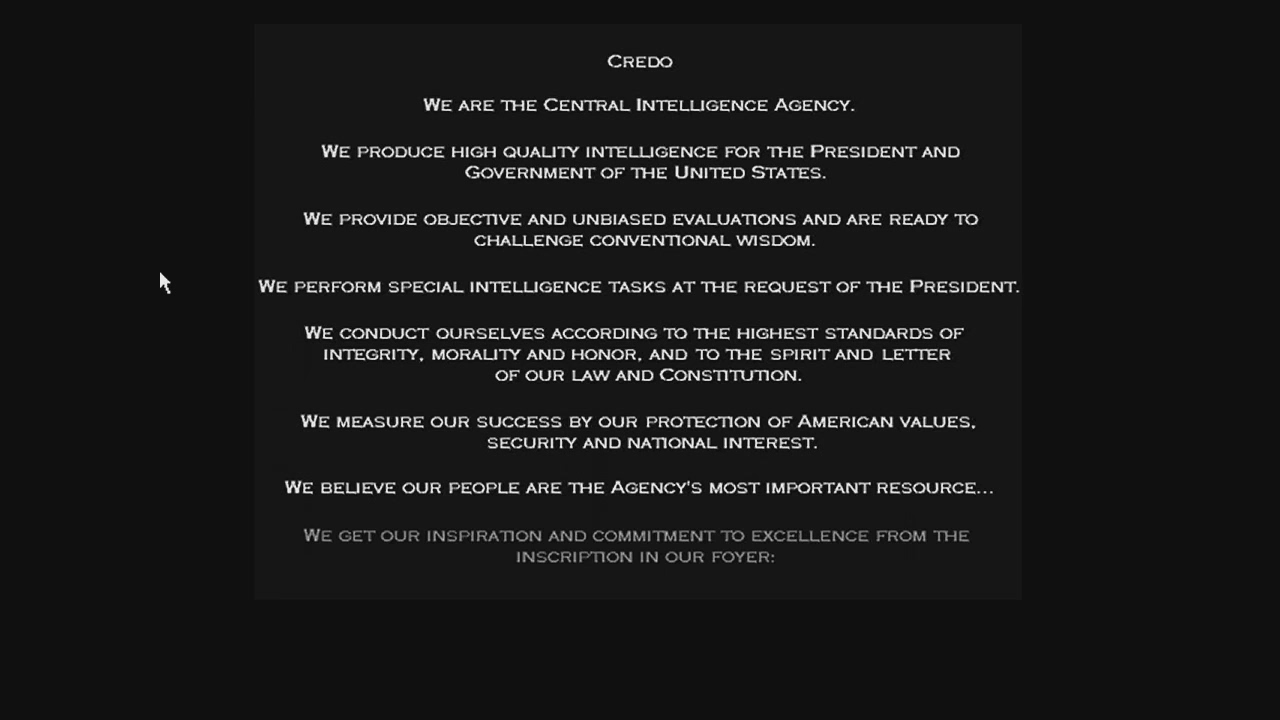 Credo
We are the Central Intelligence Agency.
We produce high quality intelligence for the President and
Government of the United States.
We provide objective and unbiased evaluations and are ready to
challenge conventional wisdom.
We perform special intelligence tasks at the request of the President.
We conduct ourselves according to the highest standards of
integrity, morality and honor, and to the spirit and letter
of our law and Constitution.
We measure our success by our protection of American values,
security and national interest.
We believe our people are the Agency's most important resource...
We get our inspiration and commitment to excellence from the
inscription in our foyer: